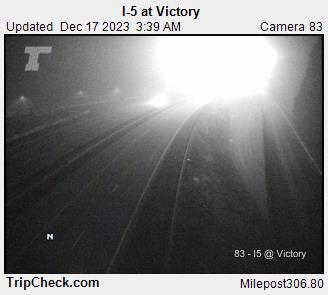 I-5 at Victory
Updated  Dec 17 2023  3:39 AM    Camera 83
T
N
83 - I5 @ Victory
TripCheck.com    Milepost306.80